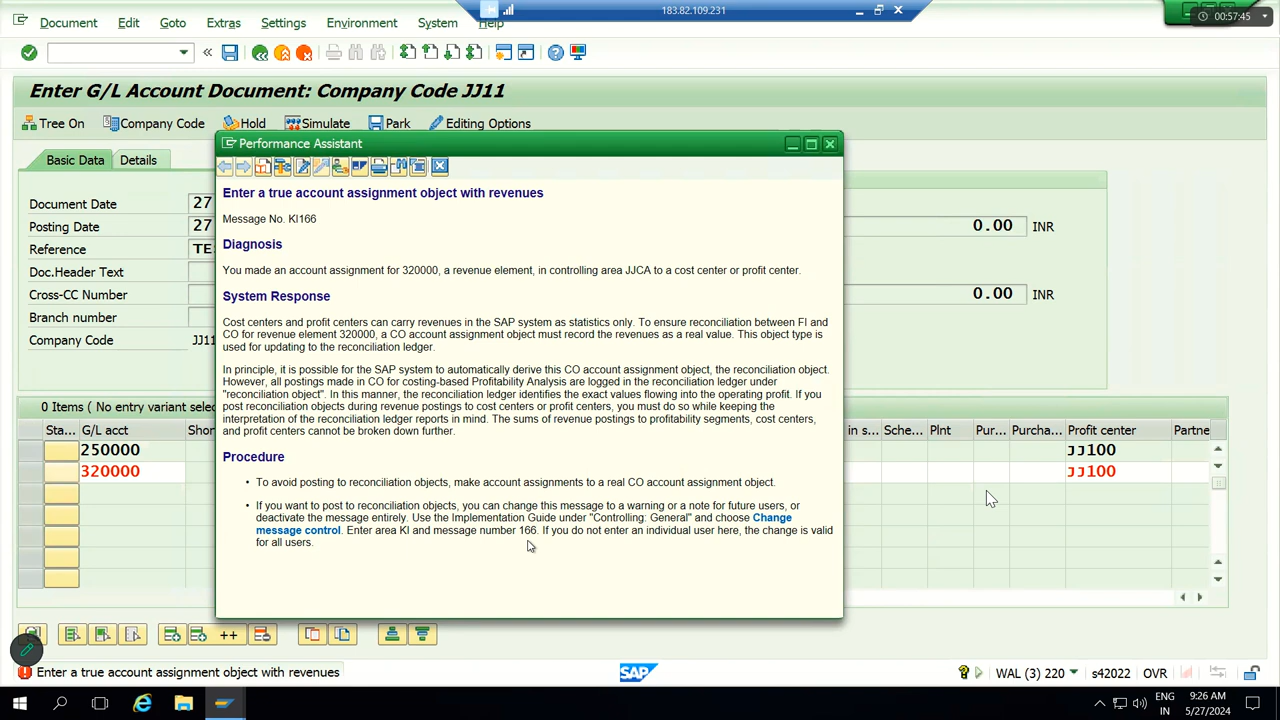 183.82.109.231
00:57:45
Document Edit Goto Extras Settings Environment System Help
Enter G/L Account Document: Company Code JJ11
Tree On Company Code Hold Simulate Park Editing Options
Performance Assistant
Basic Data Details
Enter a true account assignment object with revenues
Document Date 27
Message No. KI166
Posting Date 27
0.00 INR
Diagnosis
Reference TE
Doc.Header Text
You made an account assignment for 320000, a revenue element, in controlling area JJCA to a cost center or profit center.
Cross-CC Number
0.00 INR
System Response
Branch number
Cost centers and profit centers can carry revenues in the SAP system as statistics only. To ensure reconciliation between FI and
CO for revenue element 320000, a CO account assignment object must record the revenues as a real value. This object type is
used for updating to the reconciliation ledger.
Company Code JJ11
In principle, it is possible for the SAP system to automatically derive this CO account assignment object, the reconciliation object.
However, all postings made in CO for costing-based Profitability Analysis are logged in the reconciliation ledger under
"reconciliation object". In this manner, the reconciliation ledger identifies the exact values flowing into the operating profit. If you
post reconciliation objects during revenue postings to cost centers or profit centers, you must do so while keeping the
interpretation of the reconciliation ledger reports in mind. The sums of revenue postings to profitability segments, cost centers,
and profit centers cannot be broken down further.
0 Items ( No entry variant selec
Sta... G/L acct Shor in s... Sche... Plnt Pur... Purcha... Profit center Partne
250000 JJ100
Procedure
320000 JJ100
• To avoid posting to reconciliation objects, make account assignments to a real CO account assignment object.
• If you want to post to reconciliation objects, you can change this message to a warning or a note for future users, or
deactivate the message entirely. Use the Implementation Guide under "Controlling: General" and choose Change
message control. Enter area KI and message number 166. If you do not enter an individual user here, the change is valid
for all users.
Enter a true account assignment object with revenues
SAP
WAL (3) 220 s42022 OVR
ENG
IN
9:26 AM
5/27/2024